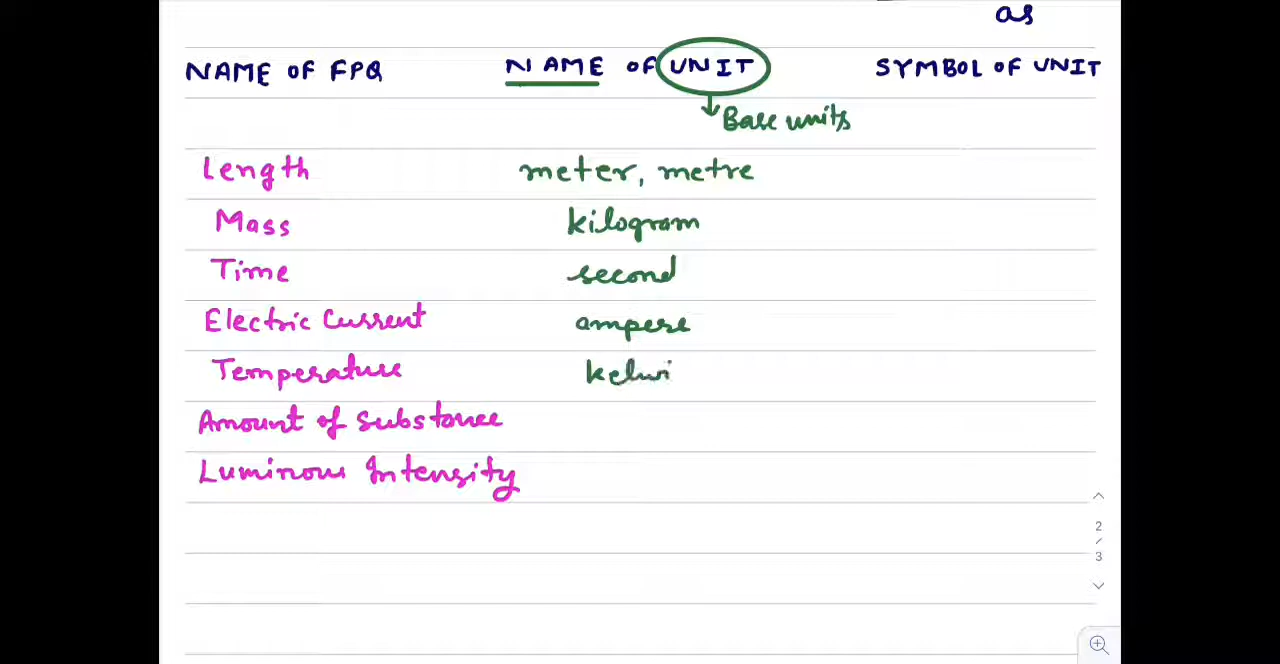 as
NAME OF FPQ NAME OF UNIT SYMBOL OF UNIT
Base units
Length meter, metre
Mass kilogram
Time second
Electric Current ampere
Temperature kelvi
Amount of Substance
Luminous Intensity
2
/
3